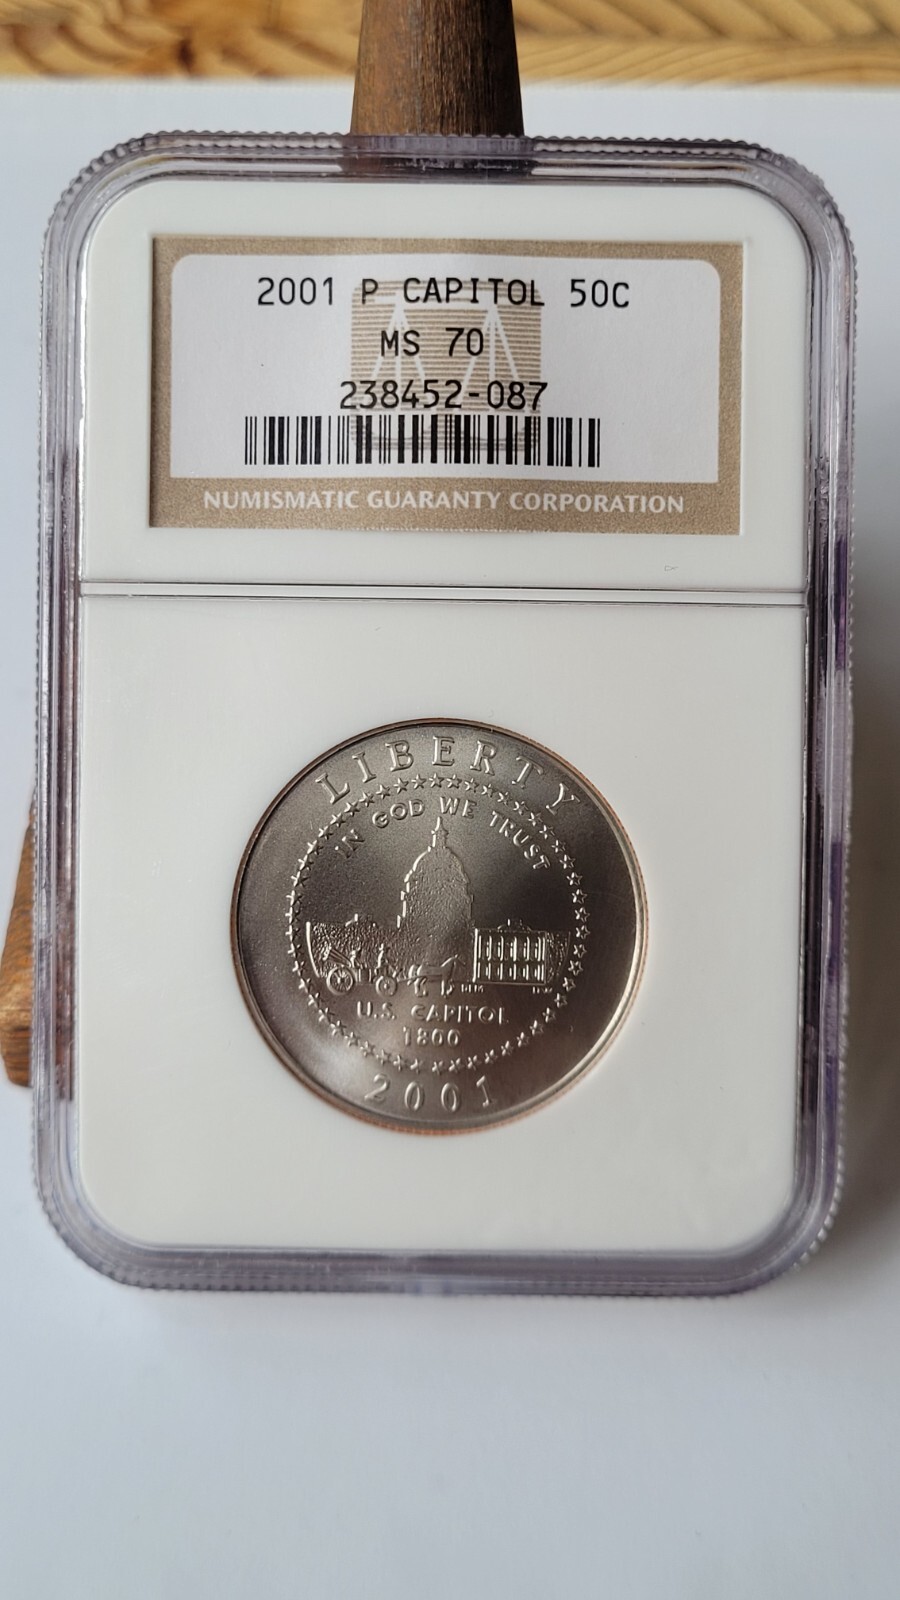 2001 P CAPITOL 50C
MS 70
238452-087
NUMISMATIC GUARANTY CORPORATION
LIBERTY
IN GOD WE TRUST
U.S. CAPITOL
1800
2001